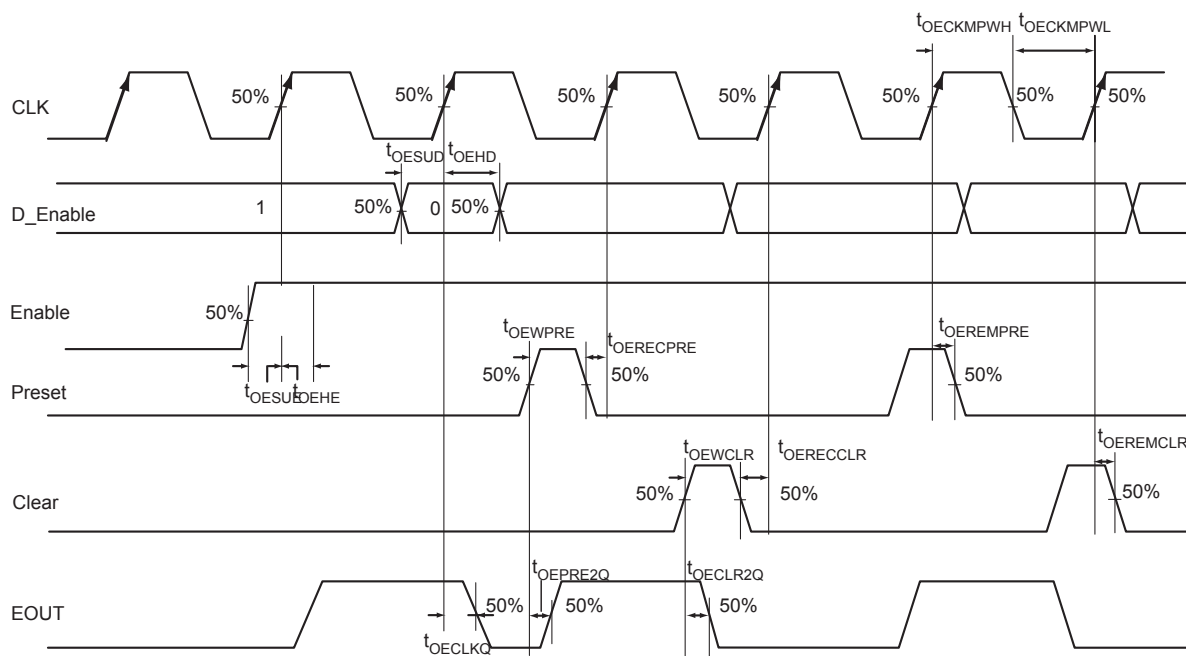 tOECKMPWH tOECKMPWL
CLK 50% 50% 50% 50% 50% 50% 50%
tOESUD tOEHD
D_Enable 1 50% 0 50%
Enable 50%
tOEWPRE tOERECPRE tOEREMPRE
Preset tOESUE tOEHE 50% 50% 50%
tOEWCLR tOERECCLR tOEREMCLR
Clear 50% 50% 50%
tOEPRE2Q tOECLR2Q
EOUT 50% 50% 50%
tOECLKQ